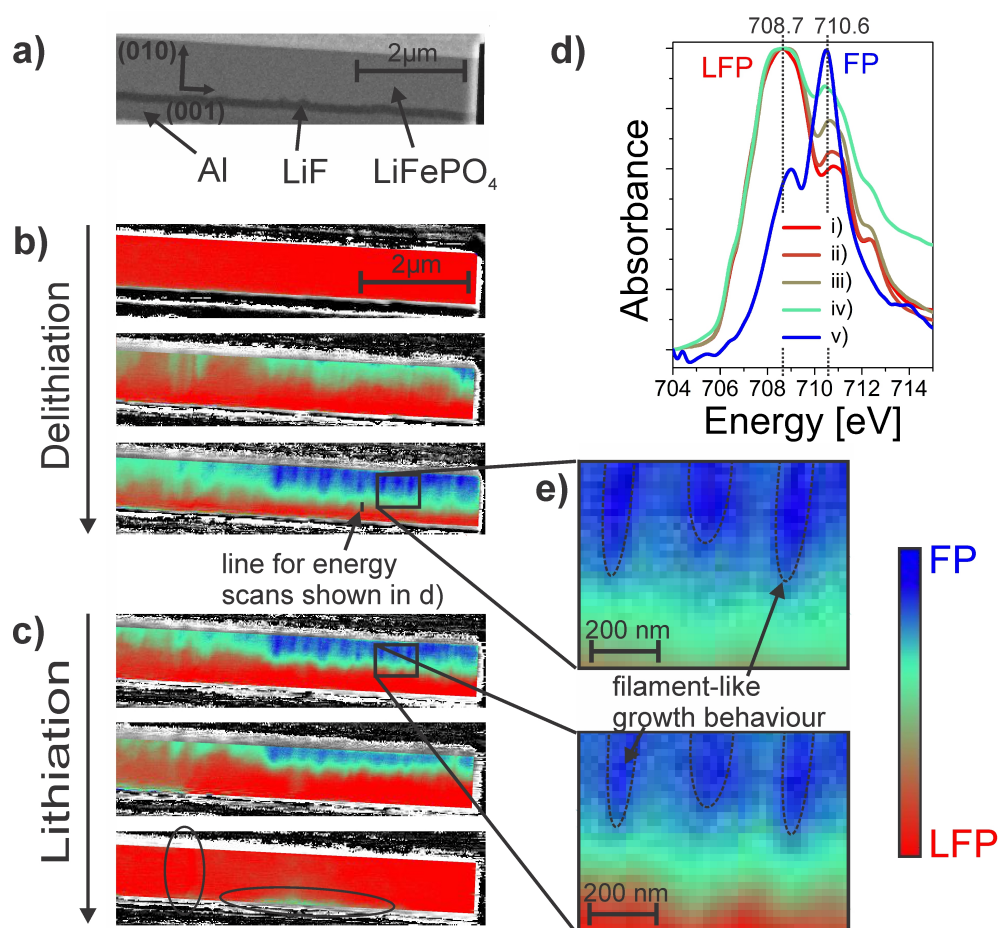 a)
(010)
(001)
2µm
Al
LiF
LiFePO4
b)
Delithiation
2µm
line for energy
scans shown in d)
c)
Lithiation
d)
708.7
710.6
LFP
FP
Absorbance
i)
ii)
iii)
iv)
v)
704
706
708
710
712
714
Energy [eV]
e)
200 nm
filament-like
growth behaviour
200 nm
FP
LFP